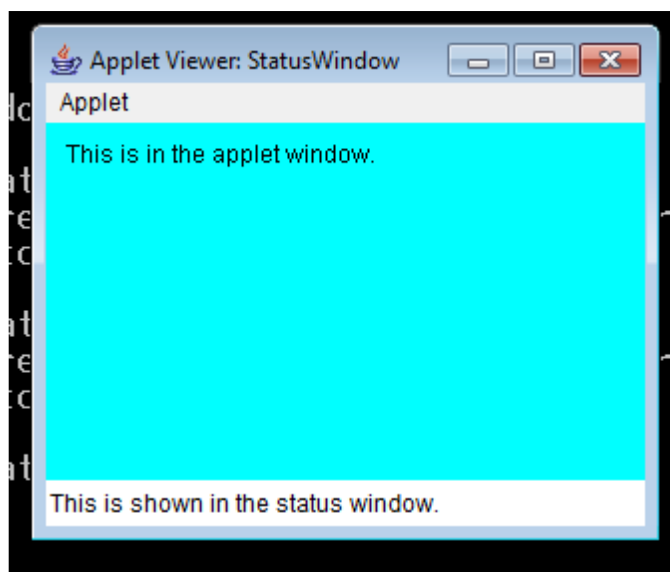 Applet Viewer: StatusWindow
Applet
This is in the applet window.
This is shown in the status window.